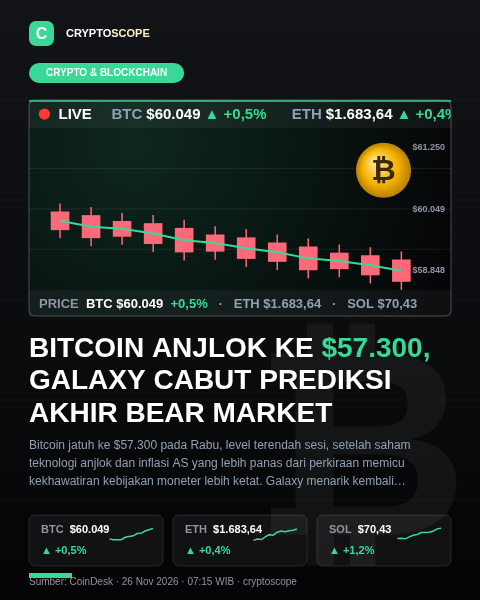 C CRYPTOSCOPE
CRYPTO & BLOCKCHAIN
LIVE BTC $60.049 ▲ +0,5% ETH $1.683,64 ▲ +0,4%
$61.250
$60.049
$58.848
PRICE BTC $60.049 +0,5% · ETH $1.683,64 · SOL $70,43
BITCOIN ANJLOK KE $57.300,
GALAXY CABUT PREDIKSI
AKHIR BEAR MARKET
Bitcoin jatuh ke $57.300 pada Rabu, level terendah sesi, setelah saham
teknologi anjlok dan inflasi AS yang lebih panas dari perkiraan memicu
kekhawatiran kebijakan moneter lebih ketat. Galaxy menarik kembali…
BTC $60.049 ETH $1.683,64 SOL $70,43
▲ +0,5% ▲ +0,4% ▲ +1,2%
Sumber: CoinDesk · 26 Nov 2026 · 07:15 WIB · cryptoscope